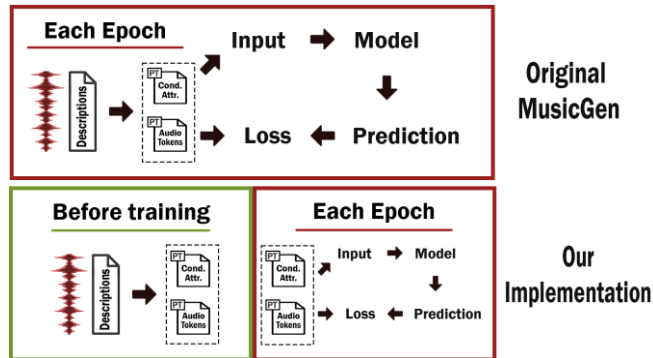 Each Epoch
Input
Model
Original
MusicGen
Descriptions
PT
Cond.
Attr.
PT
Audio
Tokens
Loss
Prediction
Before training
Each Epoch
Descriptions
PT
Cond.
Attr.
PT
Audio
Tokens
PT
Cond.
Attr.
PT
Audio
Tokens
Input
Model
Loss
Prediction
Our
Implementation